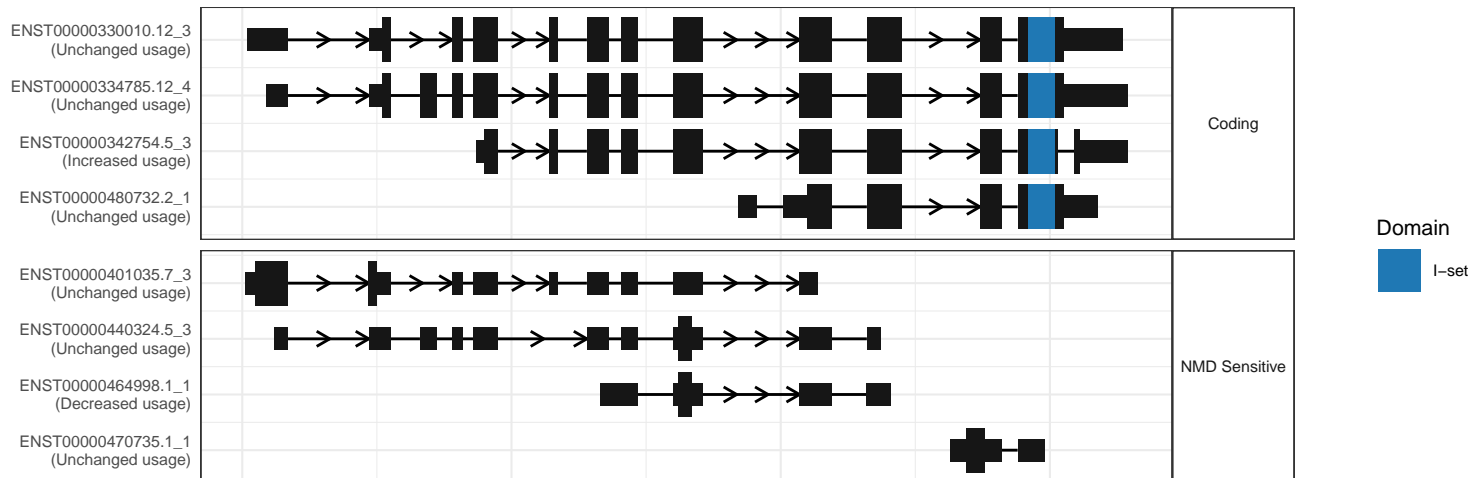 ENST00000330010.12_3
(Unchanged usage)
ENST00000334785.12_4
(Unchanged usage)
ENST00000342754.5_3
(Increased usage)
ENST00000480732.2_1
(Unchanged usage)
Coding
ENST00000401035.7_3
(Unchanged usage)
ENST00000440324.5_3
(Unchanged usage)
ENST00000464998.1_1
(Decreased usage)
ENST00000470735.1_1
(Unchanged usage)
NMD Sensitive
Domain
I−set